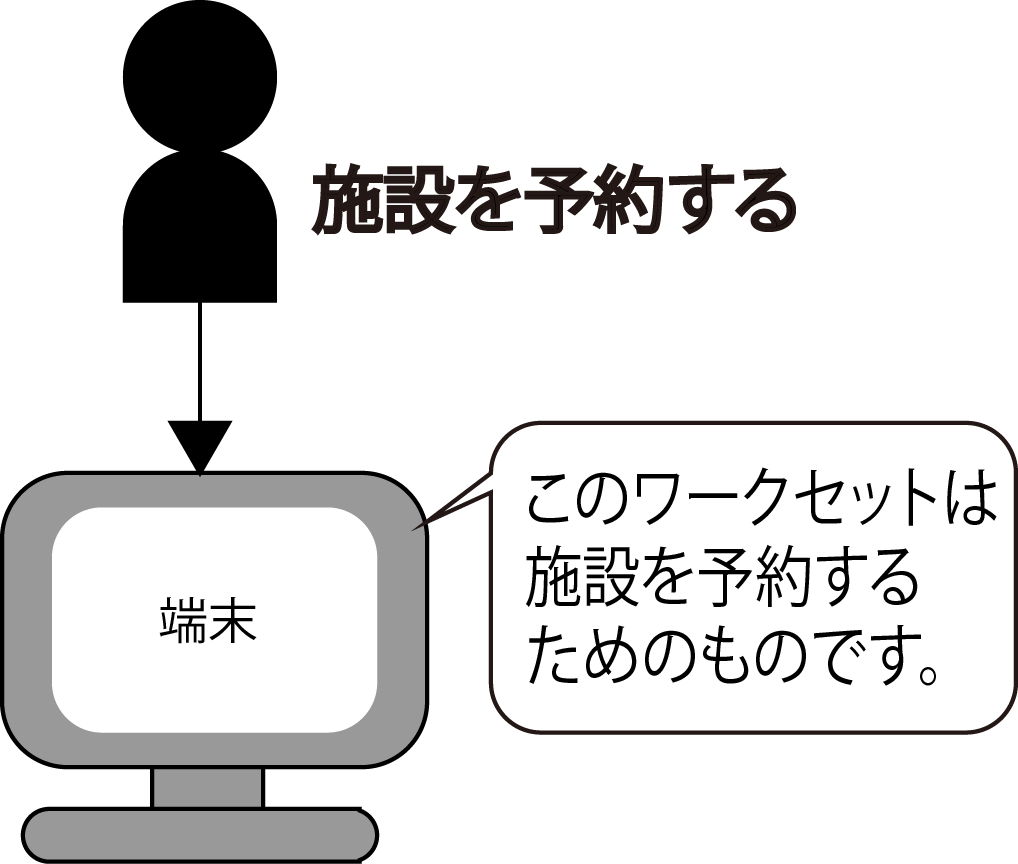 施設を予約する
このワークセットは
施設を予約する
ためのものです。
端末